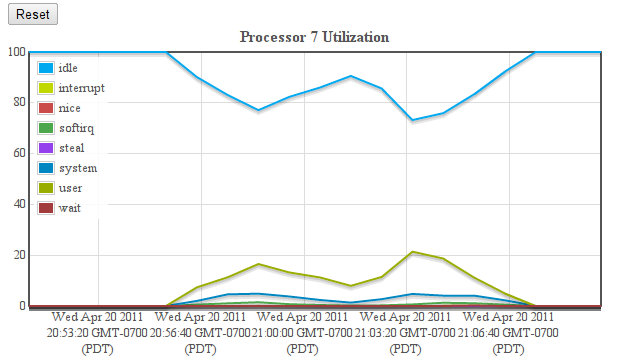 Reset
Processor 7 Utilization
100
80
60
40
20
0
idle
interrupt
nice
softirq
steal
system
user
wait
Wed Apr 20 2011 Wed Apr 20 2011 Wed Apr 20 2011 Wed Apr 20 2011 Wed Apr 20 2011
20:53:20 GMT-0700 20:56:40 GMT-0700 21:00:00 GMT-0700 21:03:20 GMT-0700 21:06:40 GMT-0700
(PDT) (PDT) (PDT) (PDT) (PDT)